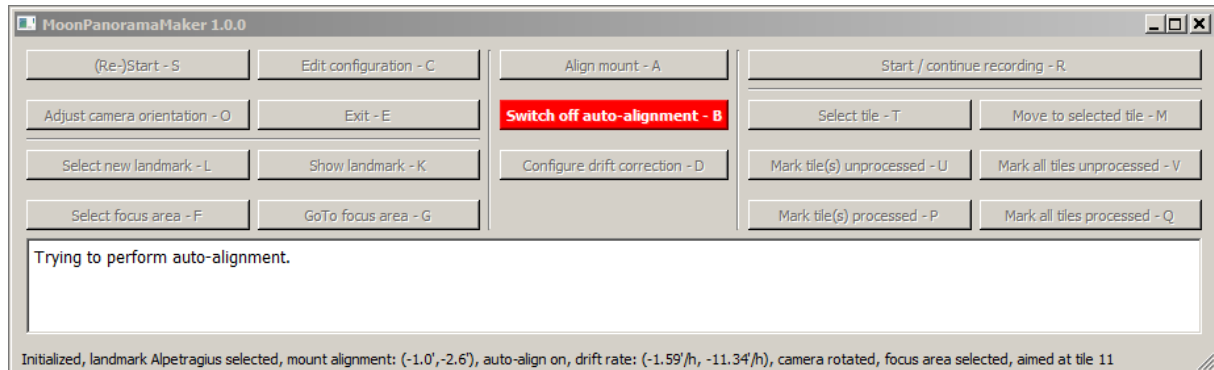 MoonPanoramaMaker 1.0.0
(Re-)Start - S
Edit configuration - C
Align mount - A
Start / continue recording - R
Adjust camera orientation - O
Exit - E
Switch off auto-alignment - B
Select tile - T
Move to selected tile - M
Select new landmark - L
Show landmark - K
Configure drift correction - D
Mark tile(s) unprocessed - U
Mark all tiles unprocessed - V
Select focus area - F
GoTo focus area - G
Mark tile(s) processed - P
Mark all tiles processed - Q
Trying to perform auto-alignment.
Initialized, landmark Alpetragius selected, mount alignment: (-1.0',-2.6'), auto-align on, drift rate: (-1.59'/h, -11.34'/h), camera rotated, focus area selected, aimed at tile 11